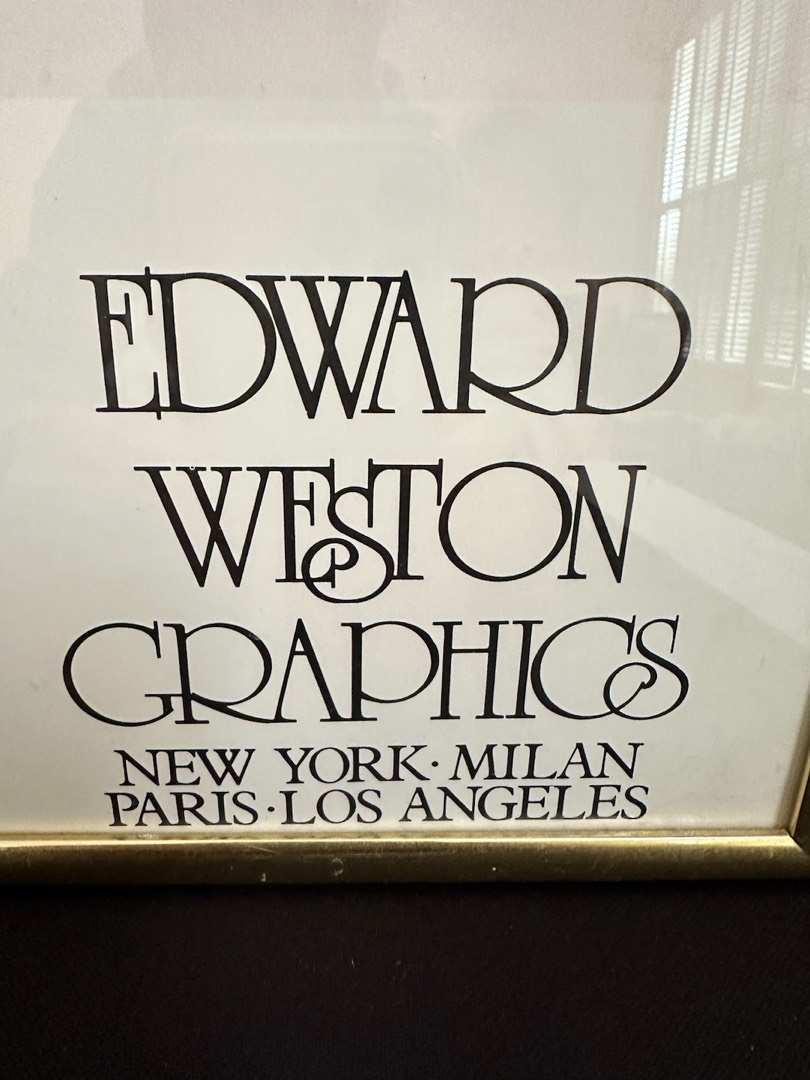 EDWARD
WESTON
GRAPHICS
NEW YORK · MILAN
PARIS · LOS ANGELES